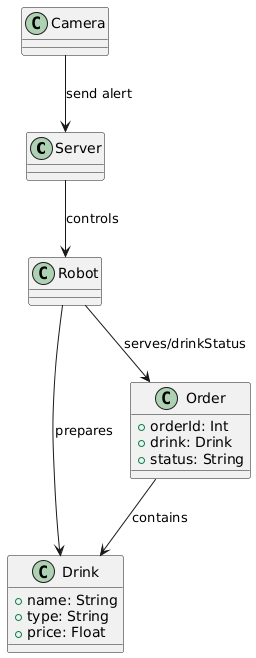 C Camera
send alert
C Server
controls
C Robot
serves/drinkStatus
C Order
orderId: Int
drink: Drink
status: String
prepares
contains
C Drink
name: String
type: String
price: Float